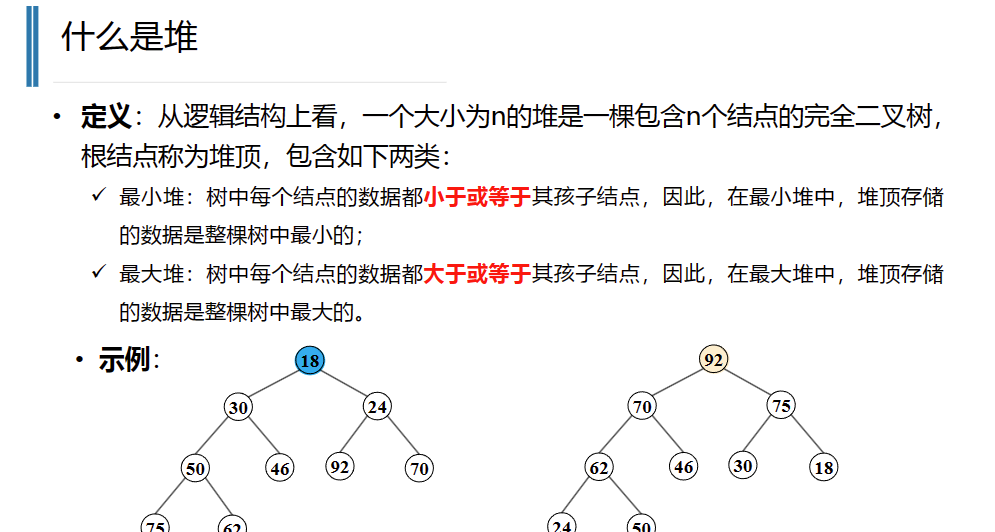 什么是堆
• 定义：从逻辑结构上看，一个大小为n的堆是一棵包含n个结点的完全二叉树，
根结点称为堆顶，包含如下两类：
✓ 最小堆：树中每个结点的数据都小于或等于其孩子结点，因此，在最小堆中，堆顶存储
的数据是整棵树中最小的；
✓ 最大堆：树中每个结点的数据都大于或等于其孩子结点，因此，在最大堆中，堆顶存储
的数据是整棵树中最大的。
• 示例：
18
30 24
50 46 92 70
75 62
92
70 75
62 46 30 18
24 50